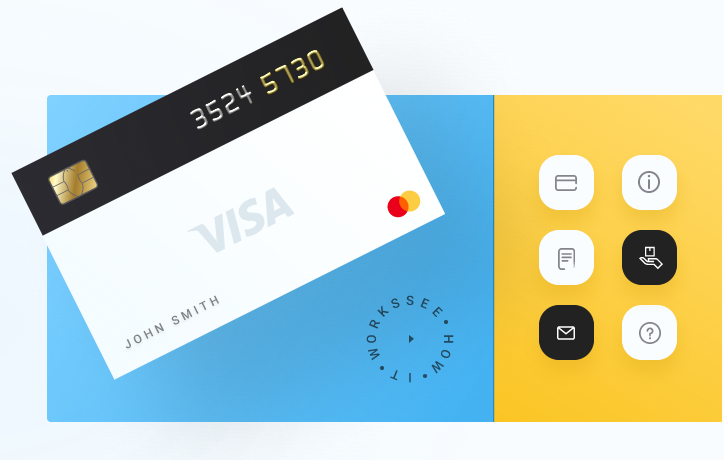 3524 5730
VISA
JOHN SMITH
SEE • HOW • IT • WORKS